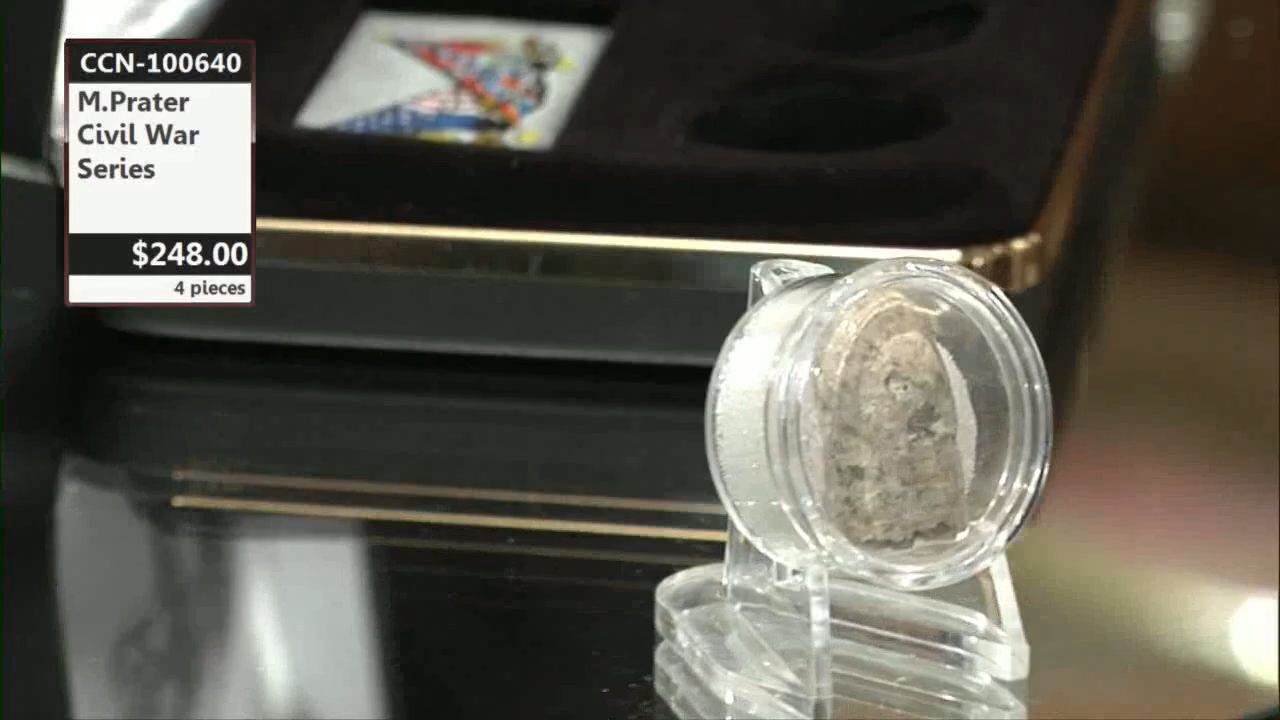 CCN-100640
M.Prater
Civil War
Series
$248.00
4 pieces